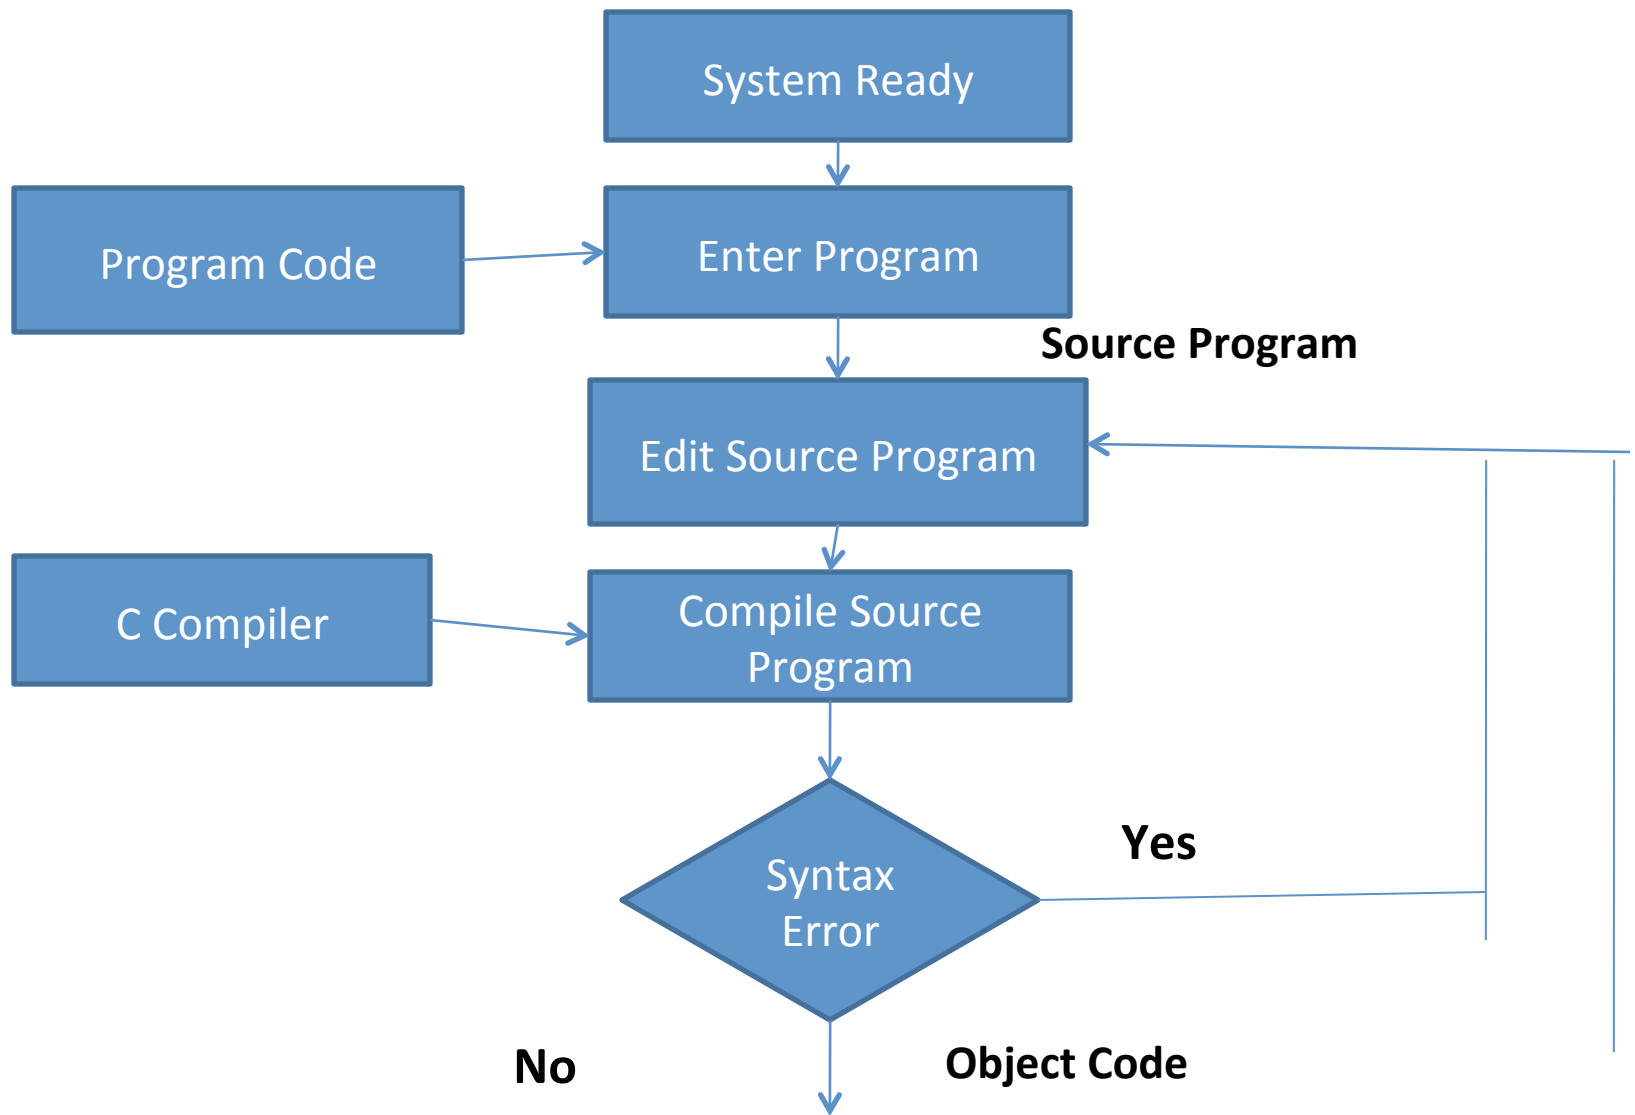 System Ready
Program Code
Enter Program
Source Program
Edit Source Program
C Compiler
Compile Source
Program
Yes
Syntax
Error
No
Object Code